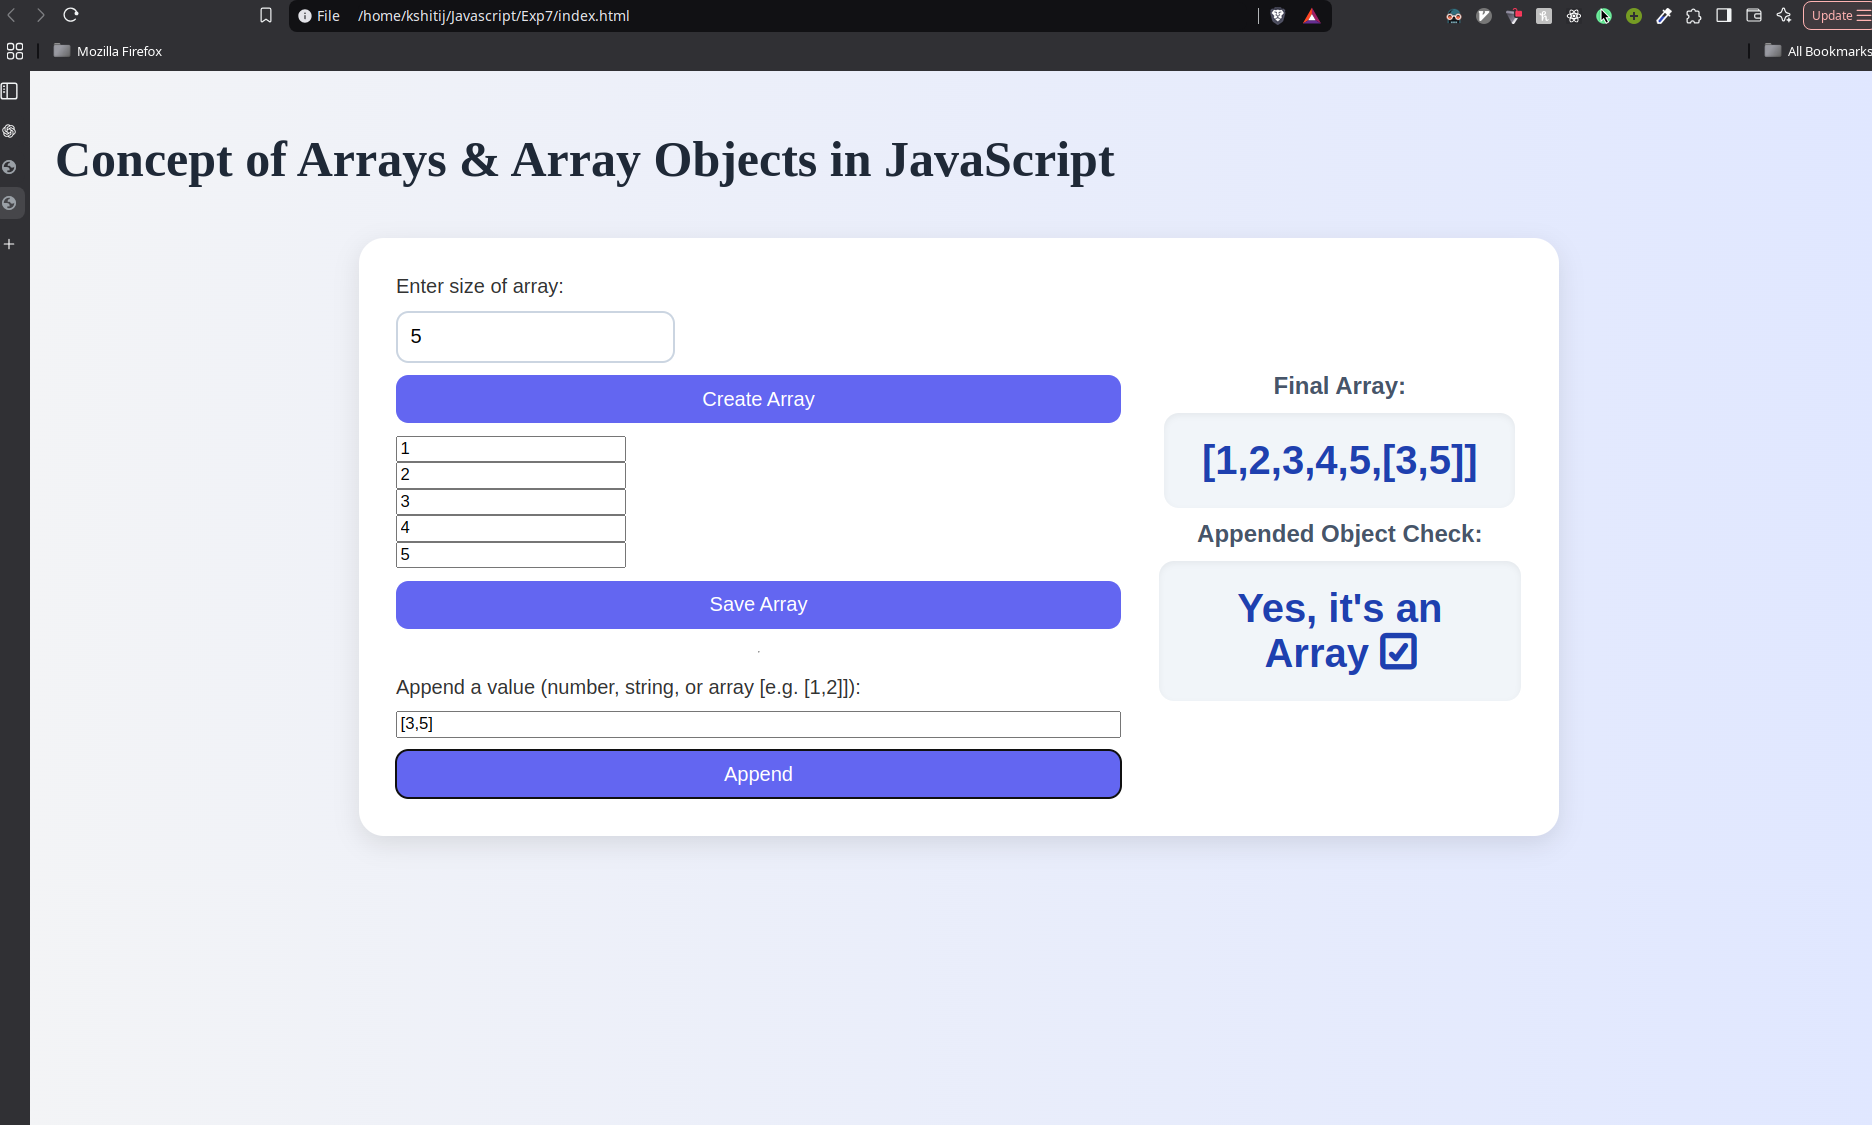 File /home/kshitij/Javascript/Exp7/index.html
Update
Mozilla Firefox
All Bookmarks
Concept of Arrays & Array Objects in JavaScript
Enter size of array:
5
Create Array
1
2
3
4
5
Save Array
Append a value (number, string, or array [e.g. [1,2]]):
[3,5]
Append
Final Array:
[1,2,3,4,5,[3,5]]
Appended Object Check:
Yes, it's an
Array ☑